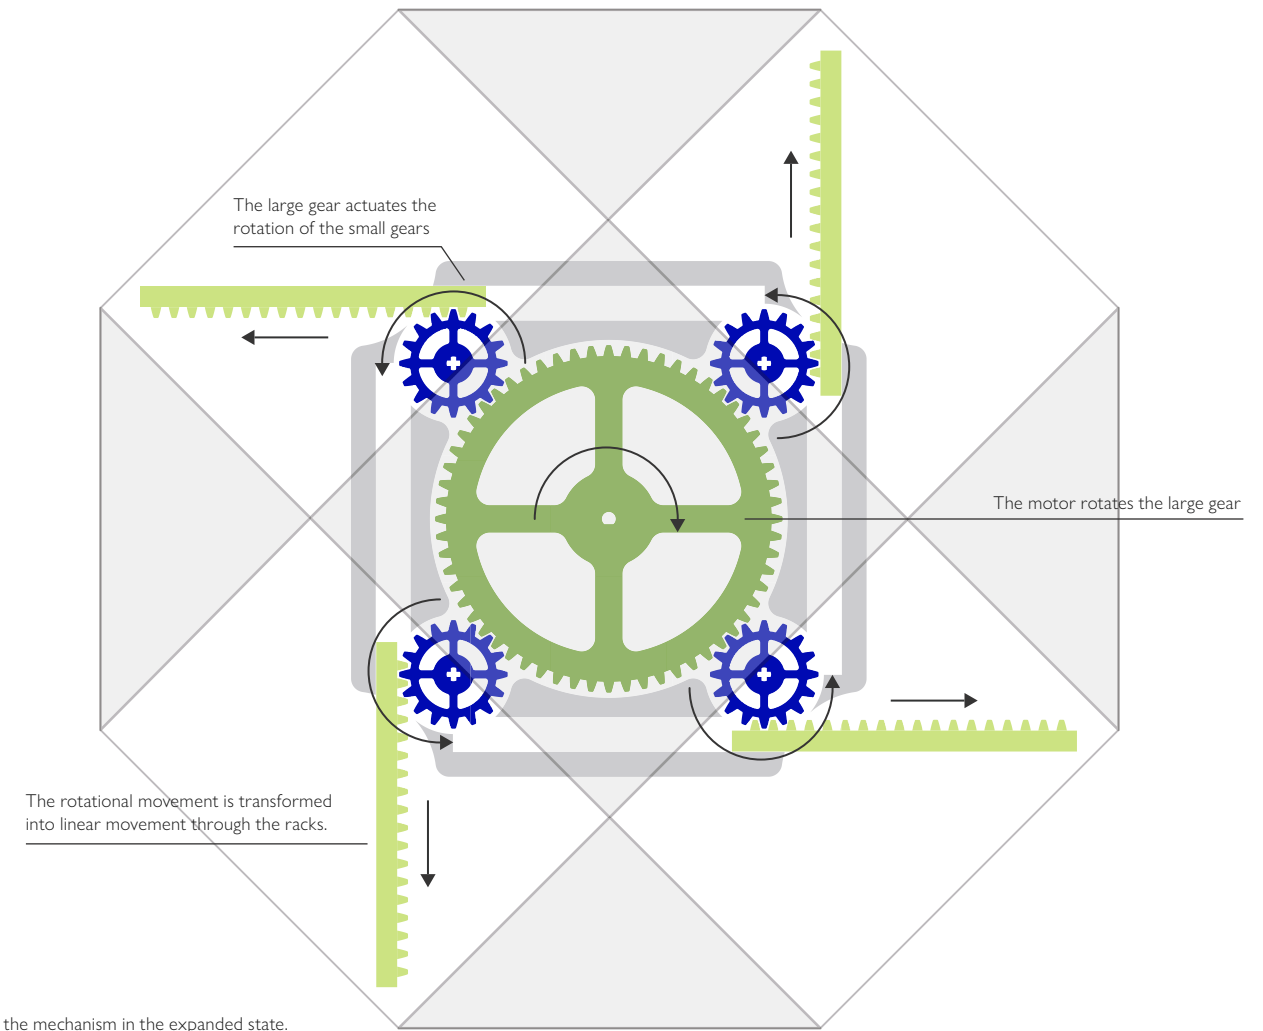 The large gear actuates the
rotation of the small gears
The motor rotates the large gear
The rotational movement is transformed
into linear movement through the racks.
the mechanism in the expanded state.